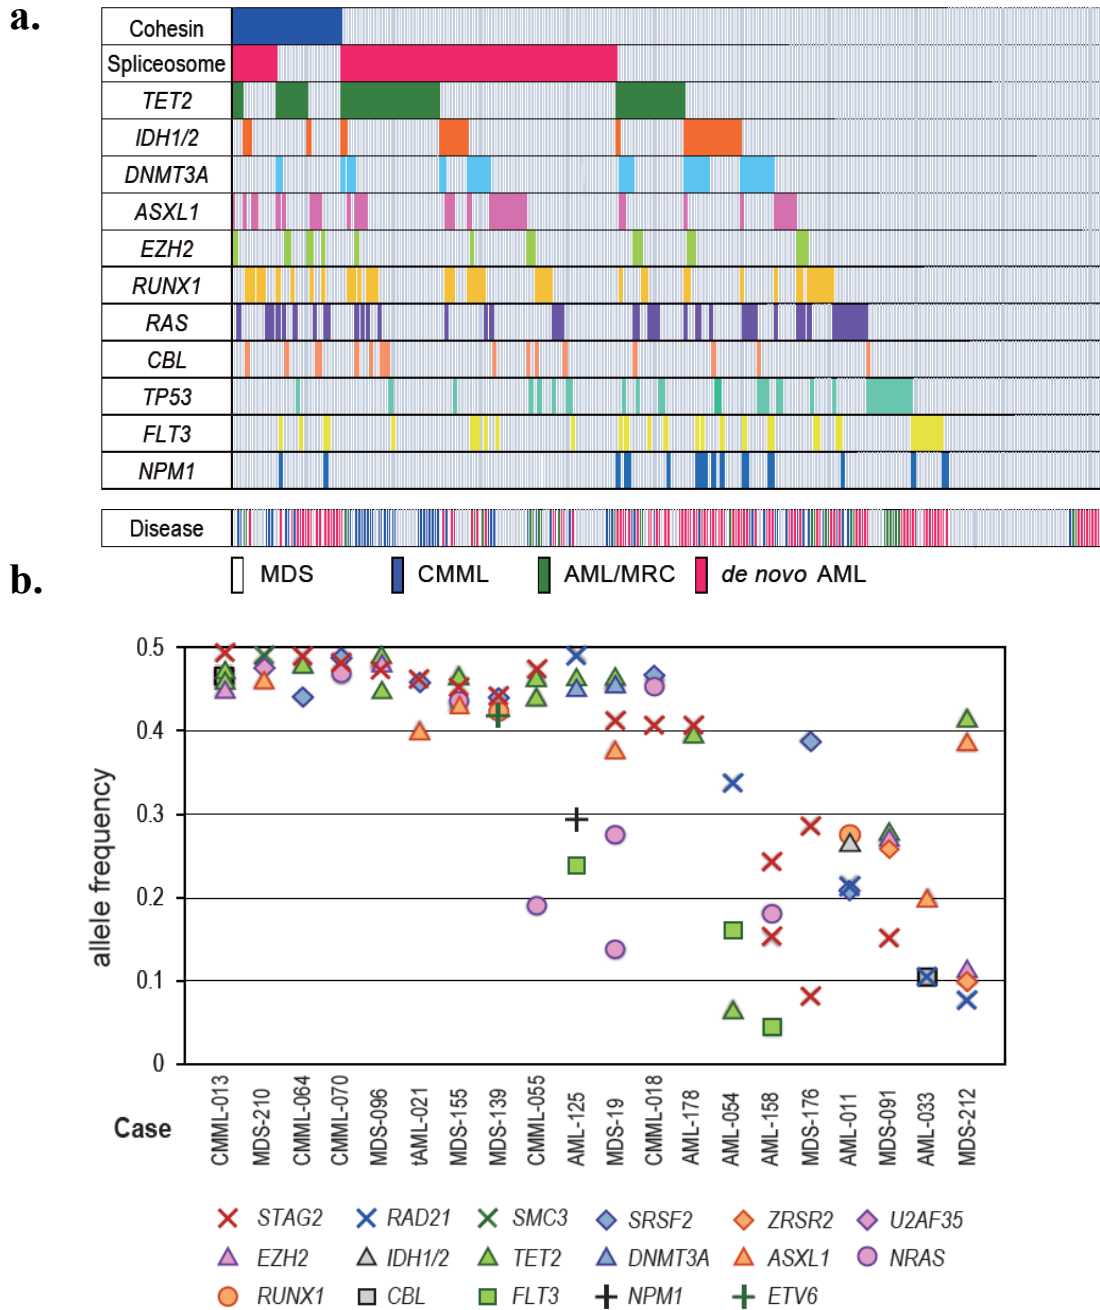 a.
Cohesin
Spliceosome
TET2
IDH1/2
DNMT3A
ASXL1
EZH2
RUNX1
RAS
CBL
TP53
FLT3
NPM1
Disease
MDS CMML AML/MRC de novo AML
b.
allele frequency
0.5
0.4
0.3
0.2
0.1
0
Case
CMML-013
MDS-210
CMML-064
CMML-070
MDS-096
tAML-021
MDS-155
MDS-139
CMML-055
AML-125
MDS-19
CMML-018
AML-178
AML-054
AML-158
MDS-176
AML-011
MDS-091
AML-033
MDS-212
STAG2 RAD21 SMC3 SRSF2 ZRSR2 U2AF35
EZH2 IDH1/2 TET2 DNMT3A ASXL1 NRAS
RUNX1 CBL FLT3 NPM1 ETV6